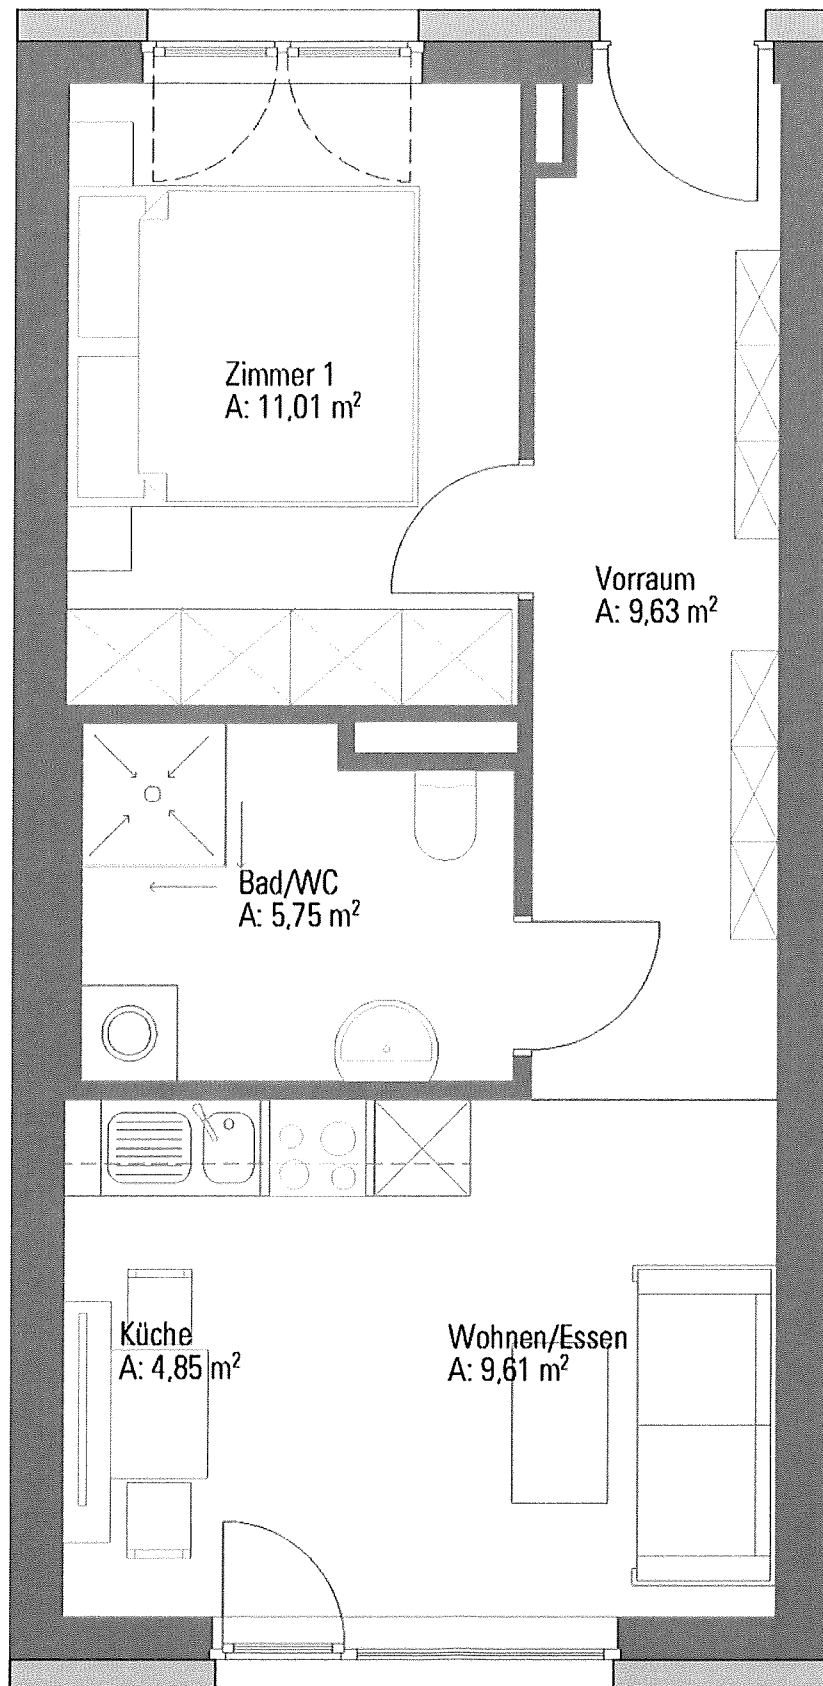 Zimmer 1
A: 11,01 m²
Vorraum
A: 9,63 m²
Bad/WC
A: 5,75 m²
Küche
A: 4,85 m²
Wohnen/Essen
A: 9,61 m²